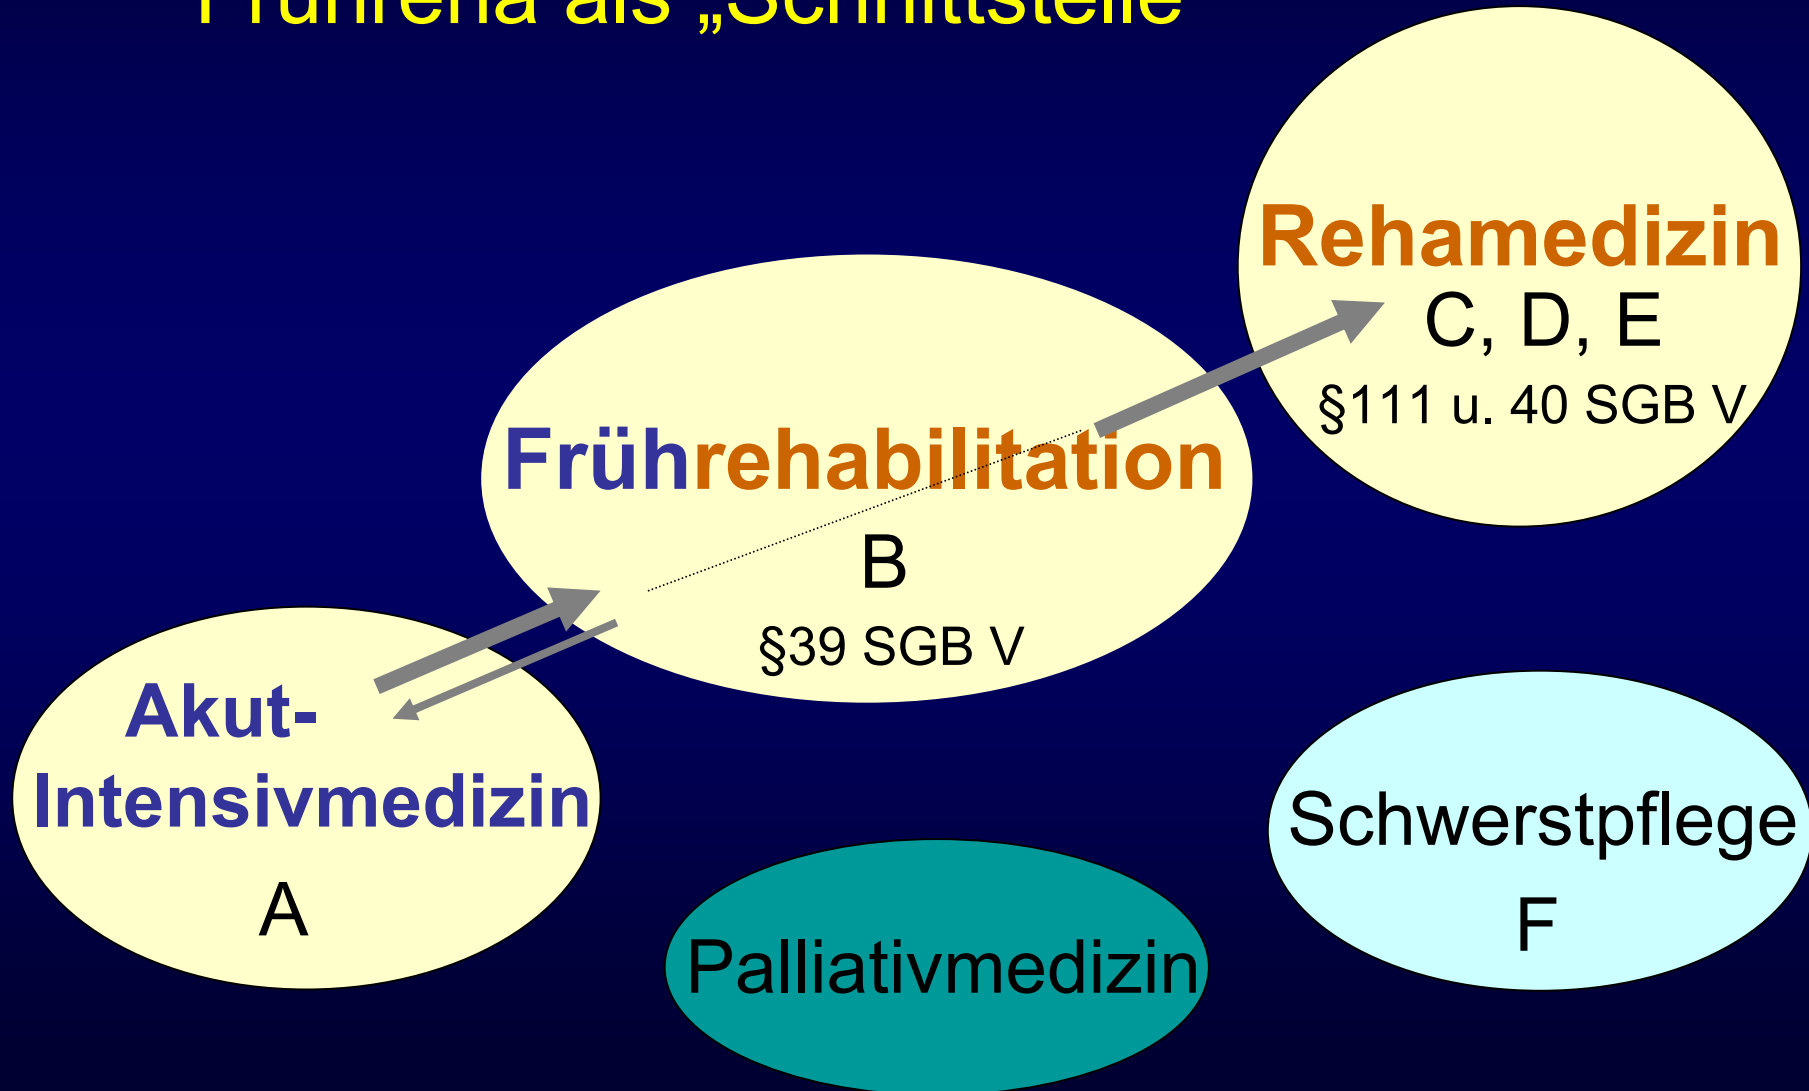 Frühreha als „Schnittstelle“
Rehamedizin
C, D, E
§111 u. 40 SGB V
Frührehabilitation
B
§39 SGB V
Akut-
Intensivmedizin
A
Schwerstpflege
F
Palliativmedizin